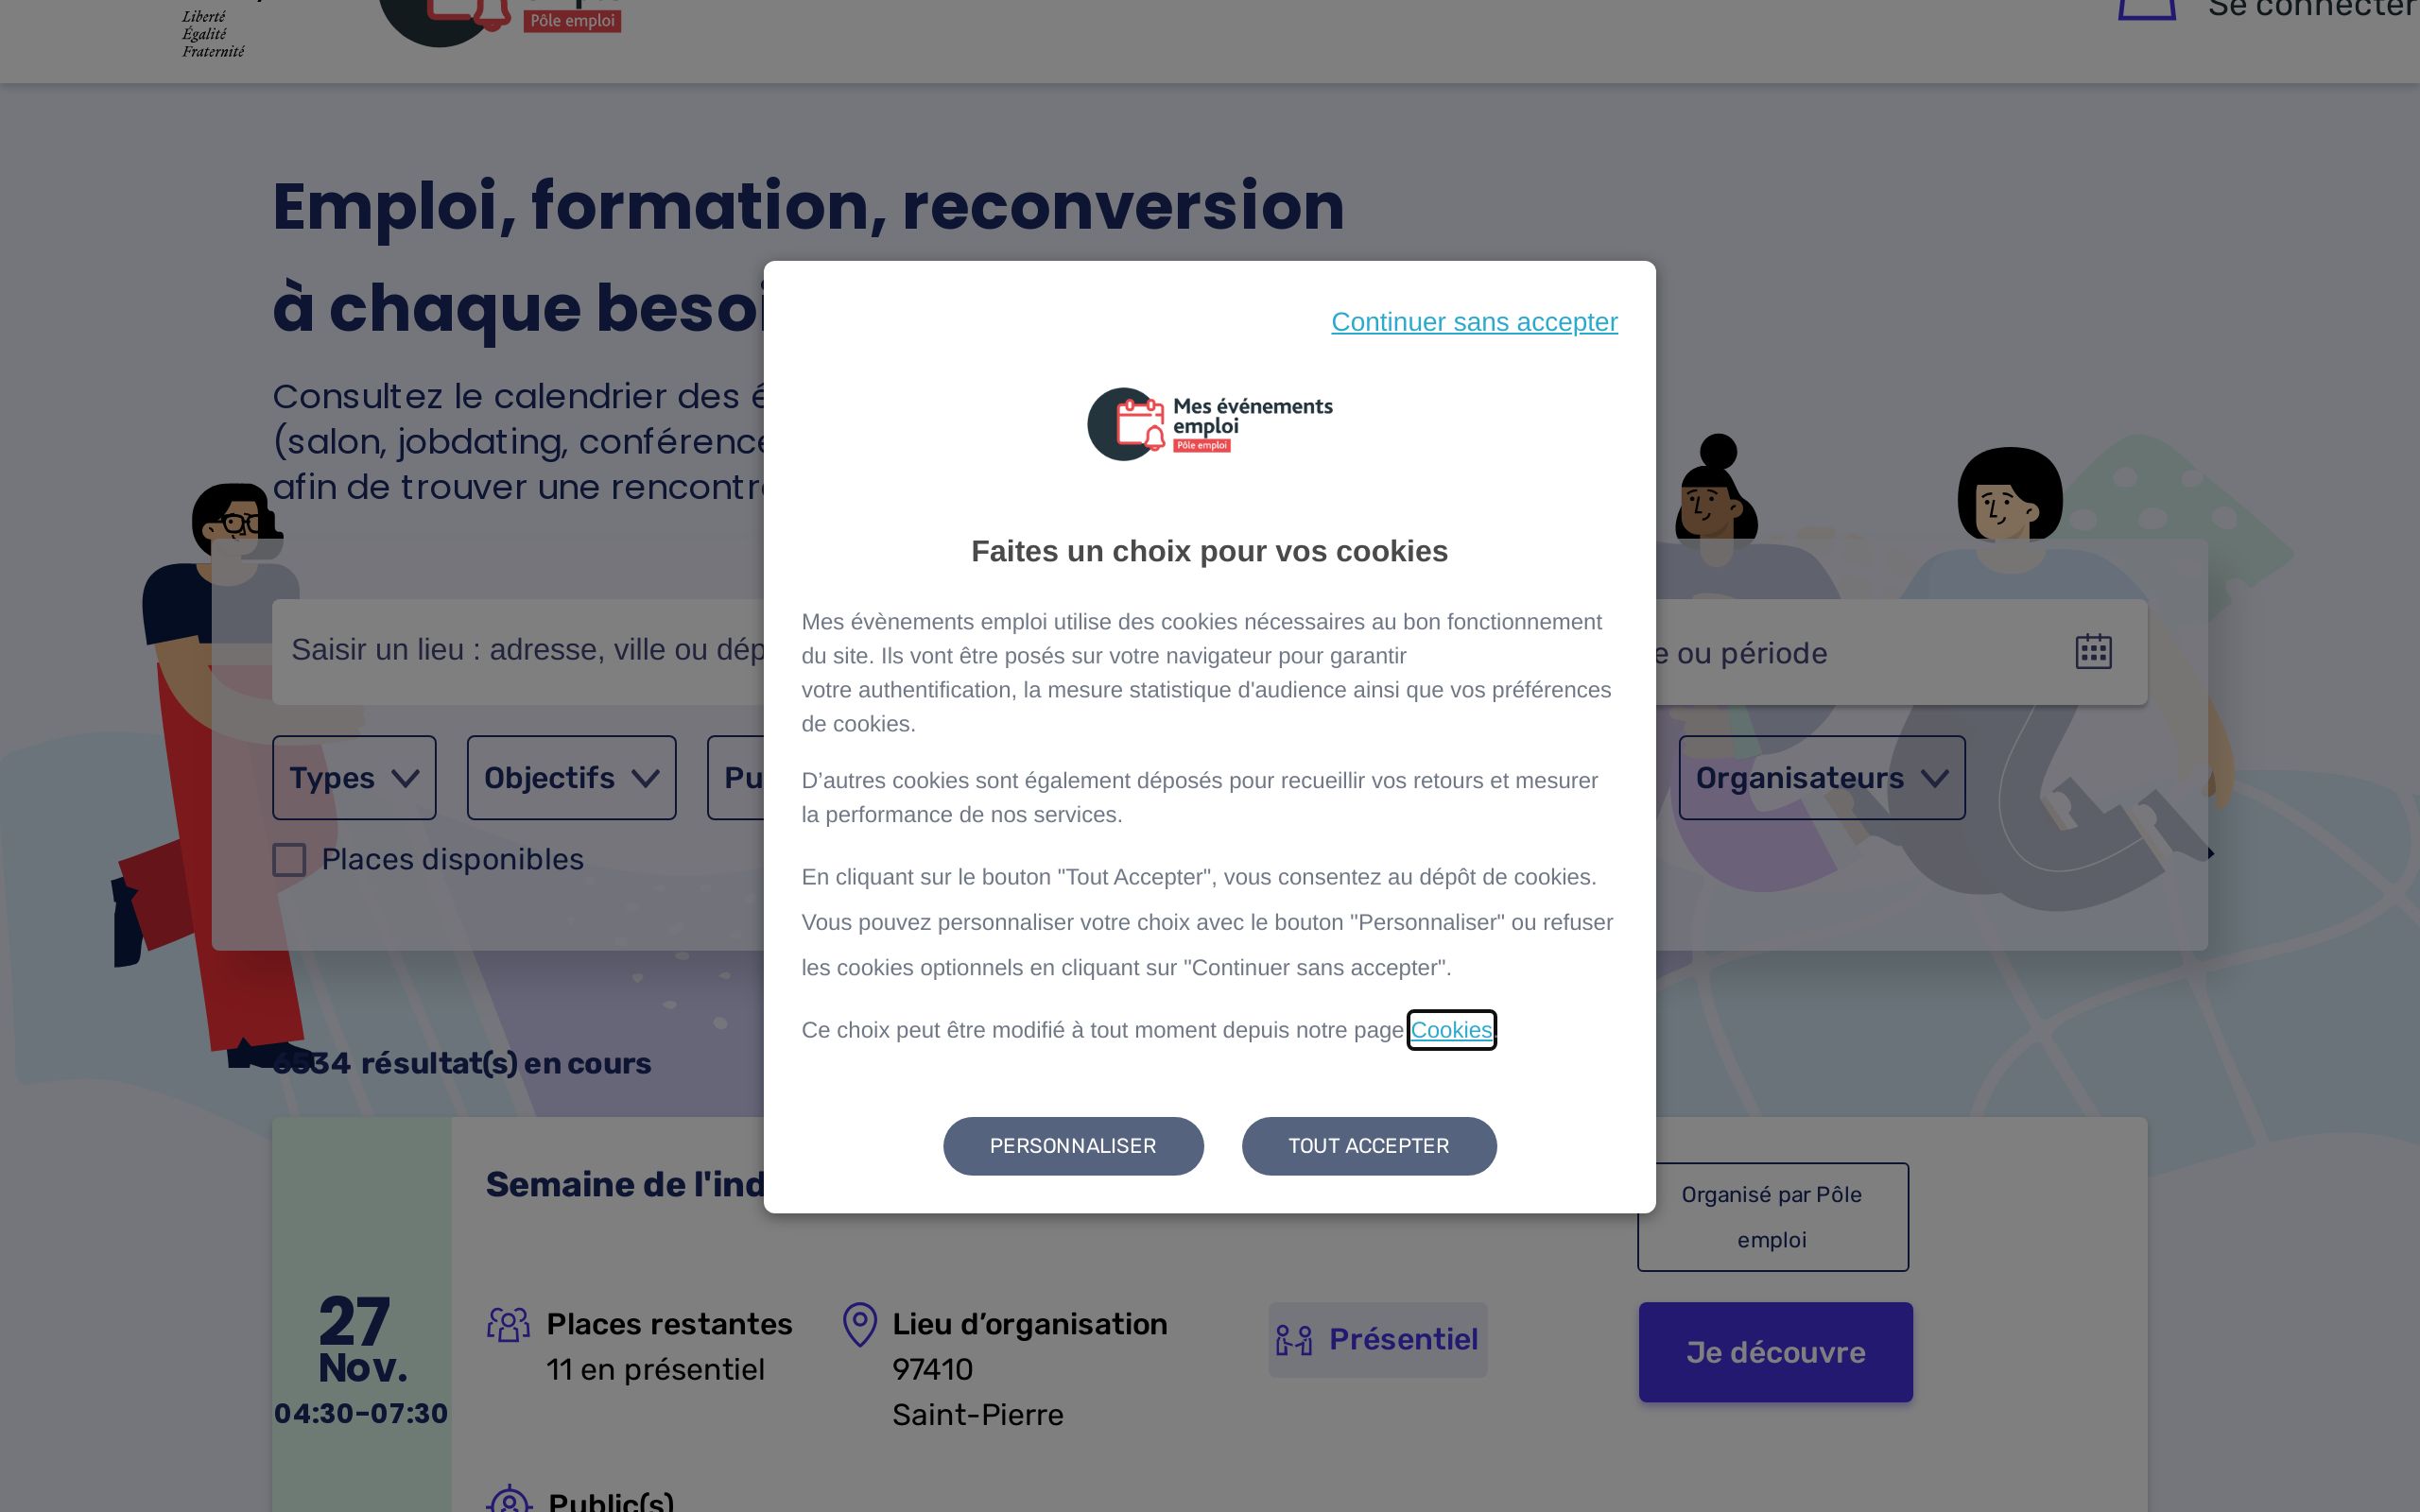 Liberté
Égalité
Fraternité
Pôle emploi
Se connecter
Emploi, formation, reconversion
à chaque
Consultez le calendrier des
(salon, jobdating,
afin de trouver une
Continuer sans accepter
Mes événements
emploi
Pôle emploi
Faites un choix pour vos cookies
Mes évènements emploi utilise des cookies nécessaires au bon fonctionnement
du site. Ils vont être posés sur votre navigateur pour garantir
votre authentification, la mesure statistique d'audience ainsi que vos préférences
de cookies.
D’autres cookies sont également déposés pour recueillir vos retours et mesurer
la performance de nos services.
En cliquant sur le bouton "Tout Accepter", vous consentez au dépôt de cookies.
Vous pouvez personnaliser votre choix avec le bouton "Personnaliser" ou refuser
les cookies optionnels en cliquant sur "Continuer sans accepter".
Ce choix peut être modifié à tout moment depuis notre page Cookies.
PERSONNALISER
TOUT ACCEPTER
Saisir un lieu : adresse, ville ou
ou période
Types
Objectifs
Organisateurs
Places disponibles
6534 résultat(s) en cours
Semaine de
Organisé par Pôle
emploi
27
Nov.
04:30-07:30
Places restantes
11 en présentiel
Lieu d’organisation
97410
Saint-Pierre
Présentiel
Je découvre
Public(s)